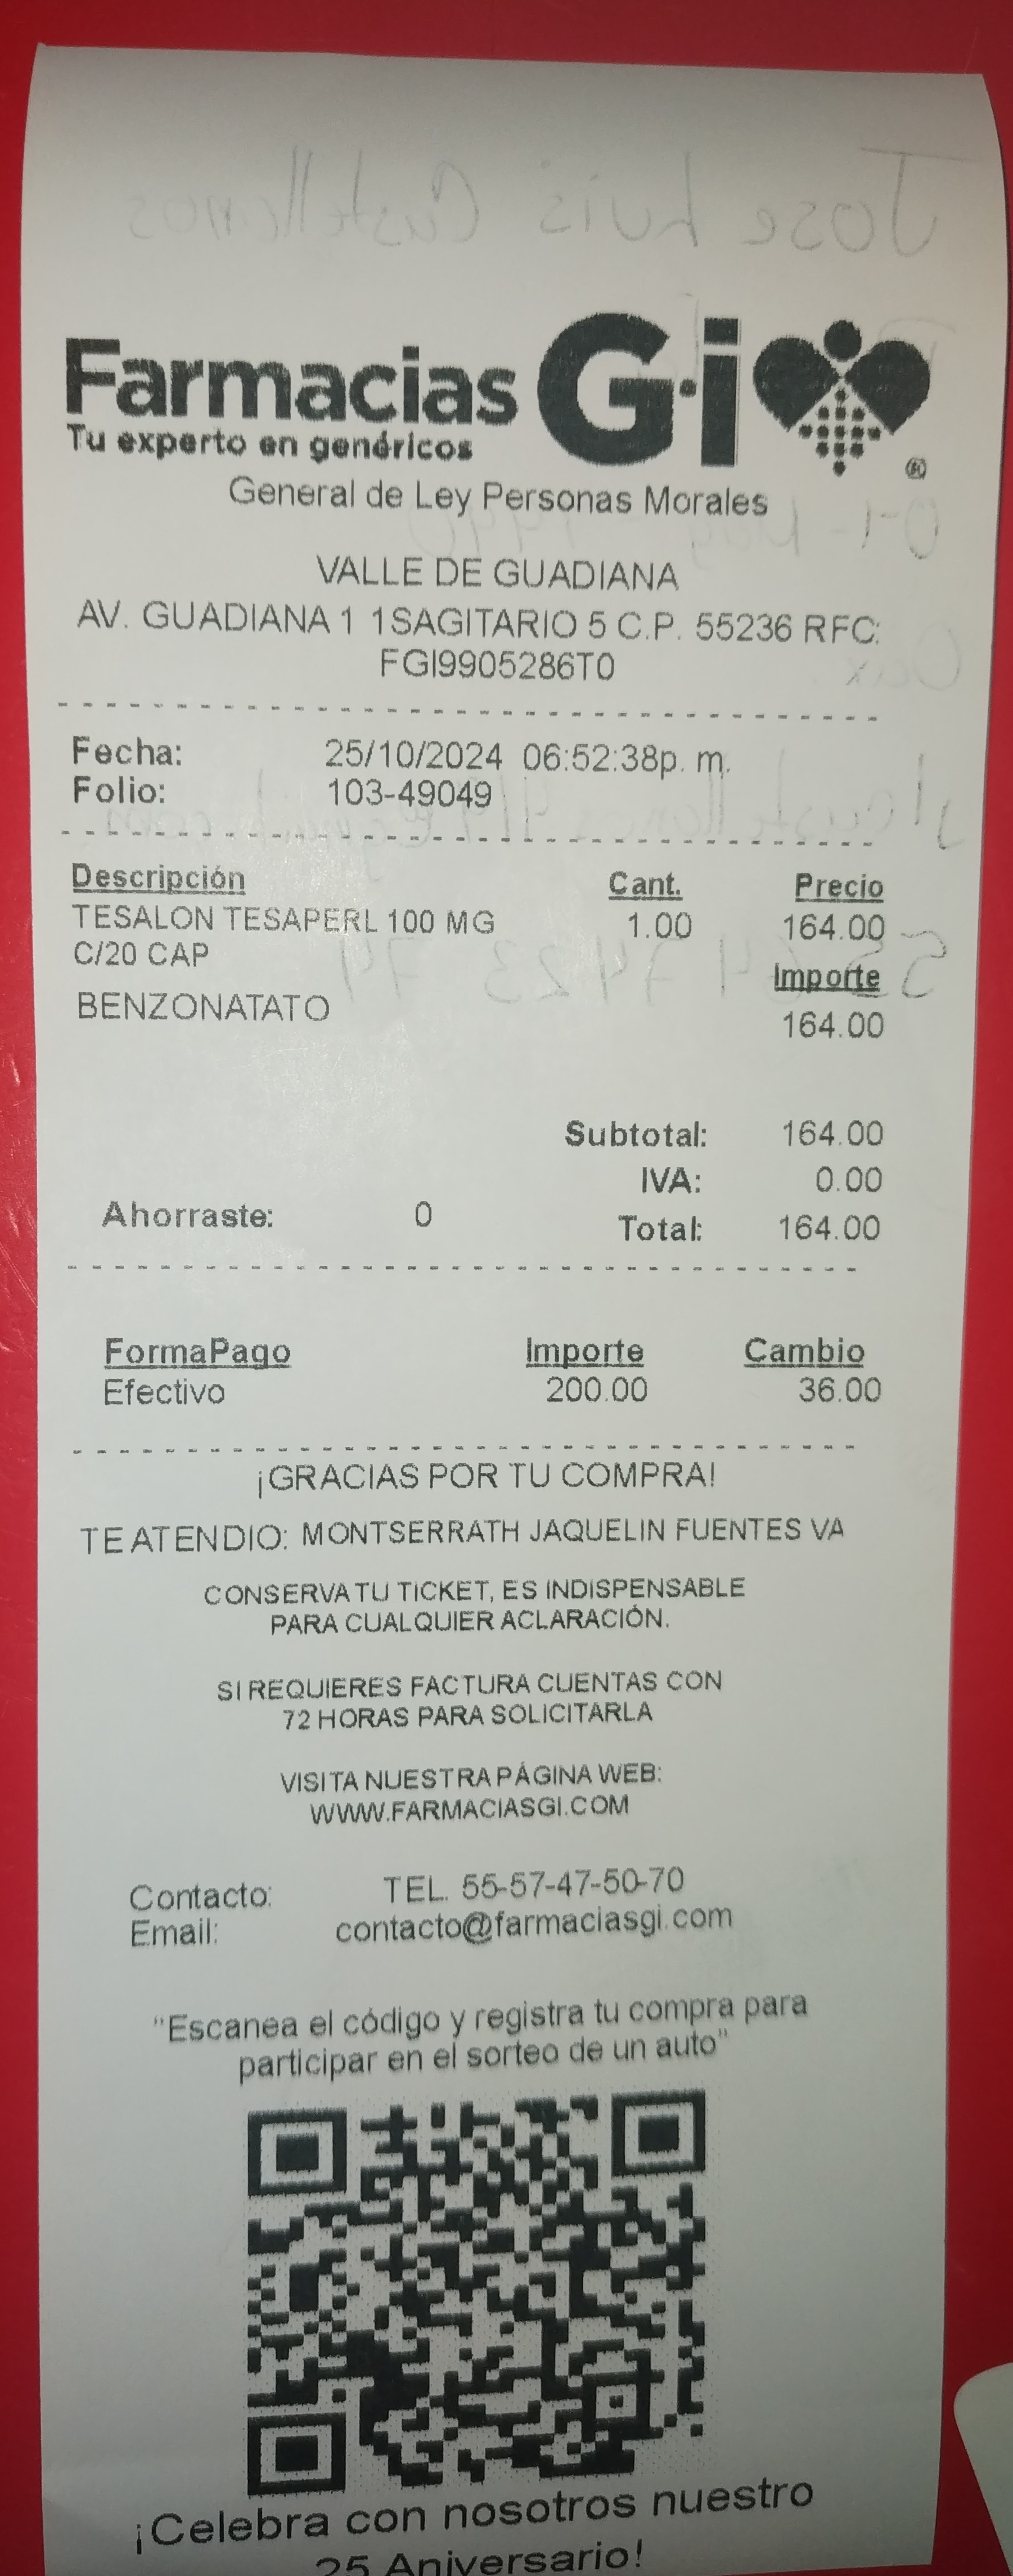 Jose Luis Castellanos
Farmacias G·i
Tu experto en genéricos
®
General de Ley Personas Morales
VALLE DE GUADIANA
AV. GUADIANA 1 1SAGITARIO 5 C.P. 55236 RFC:
FGI9905286T0
Fecha: 25/10/2024 06:52:38p. m.
Folio: 103-49049
Descripción Cant. Precio
TESALON TESAPERL 100 MG 1.00 164.00
C/20 CAP
Importe
BENZONATATO 164.00
Subtotal: 164.00
IVA: 0.00
Ahorraste: 0 Total: 164.00
FormaPago Importe Cambio
Efectivo 200.00 36.00
¡GRACIAS POR TU COMPRA!
TE ATENDIO: MONTSERRATH JAQUELIN FUENTES VA
CONSERVA TU TICKET, ES INDISPENSABLE
PARA CUALQUIER ACLARACIÓN.
SI REQUIERES FACTURA CUENTAS CON
72 HORAS PARA SOLICITARLA
VISITA NUESTRA PÁGINA WEB:
WWW.FARMACIASGI.COM
Contacto: TEL. 55-57-47-50-70
Email: contacto@farmaciasgi.com
"Escanea el código y registra tu compra para
participar en el sorteo de un auto"
¡Celebra con nosotros nuestro
25 Aniversario!